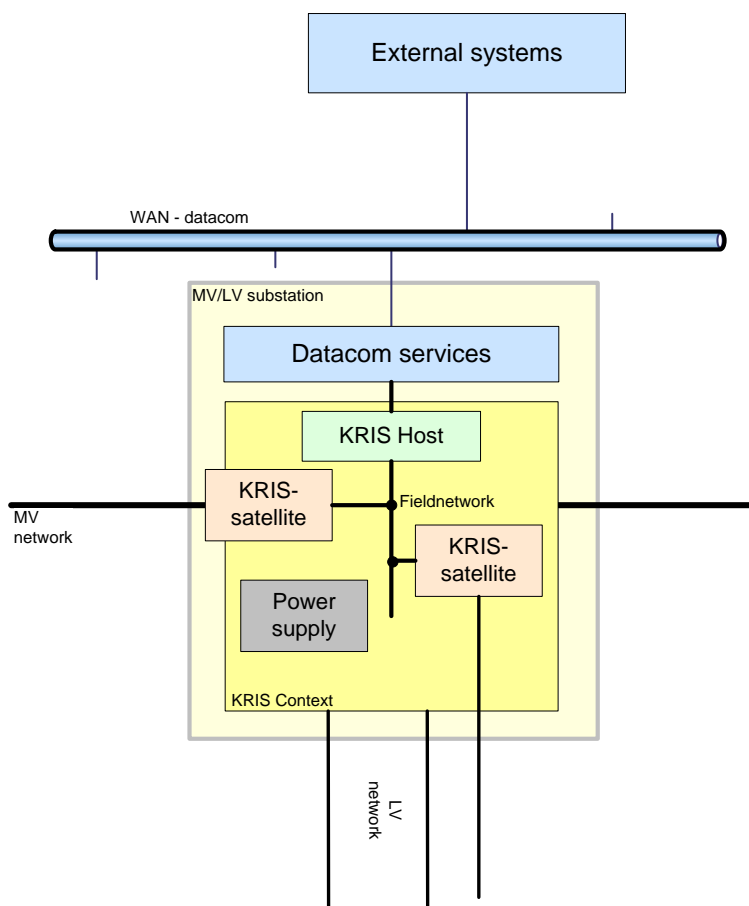 External systems
WAN - datacom
MV/LV substation
Datacom services
KRIS Host
KRIS-
satellite
Fieldnetwork
MV
network
KRIS-
satellite
Power
supply
KRIS Context
LV
network